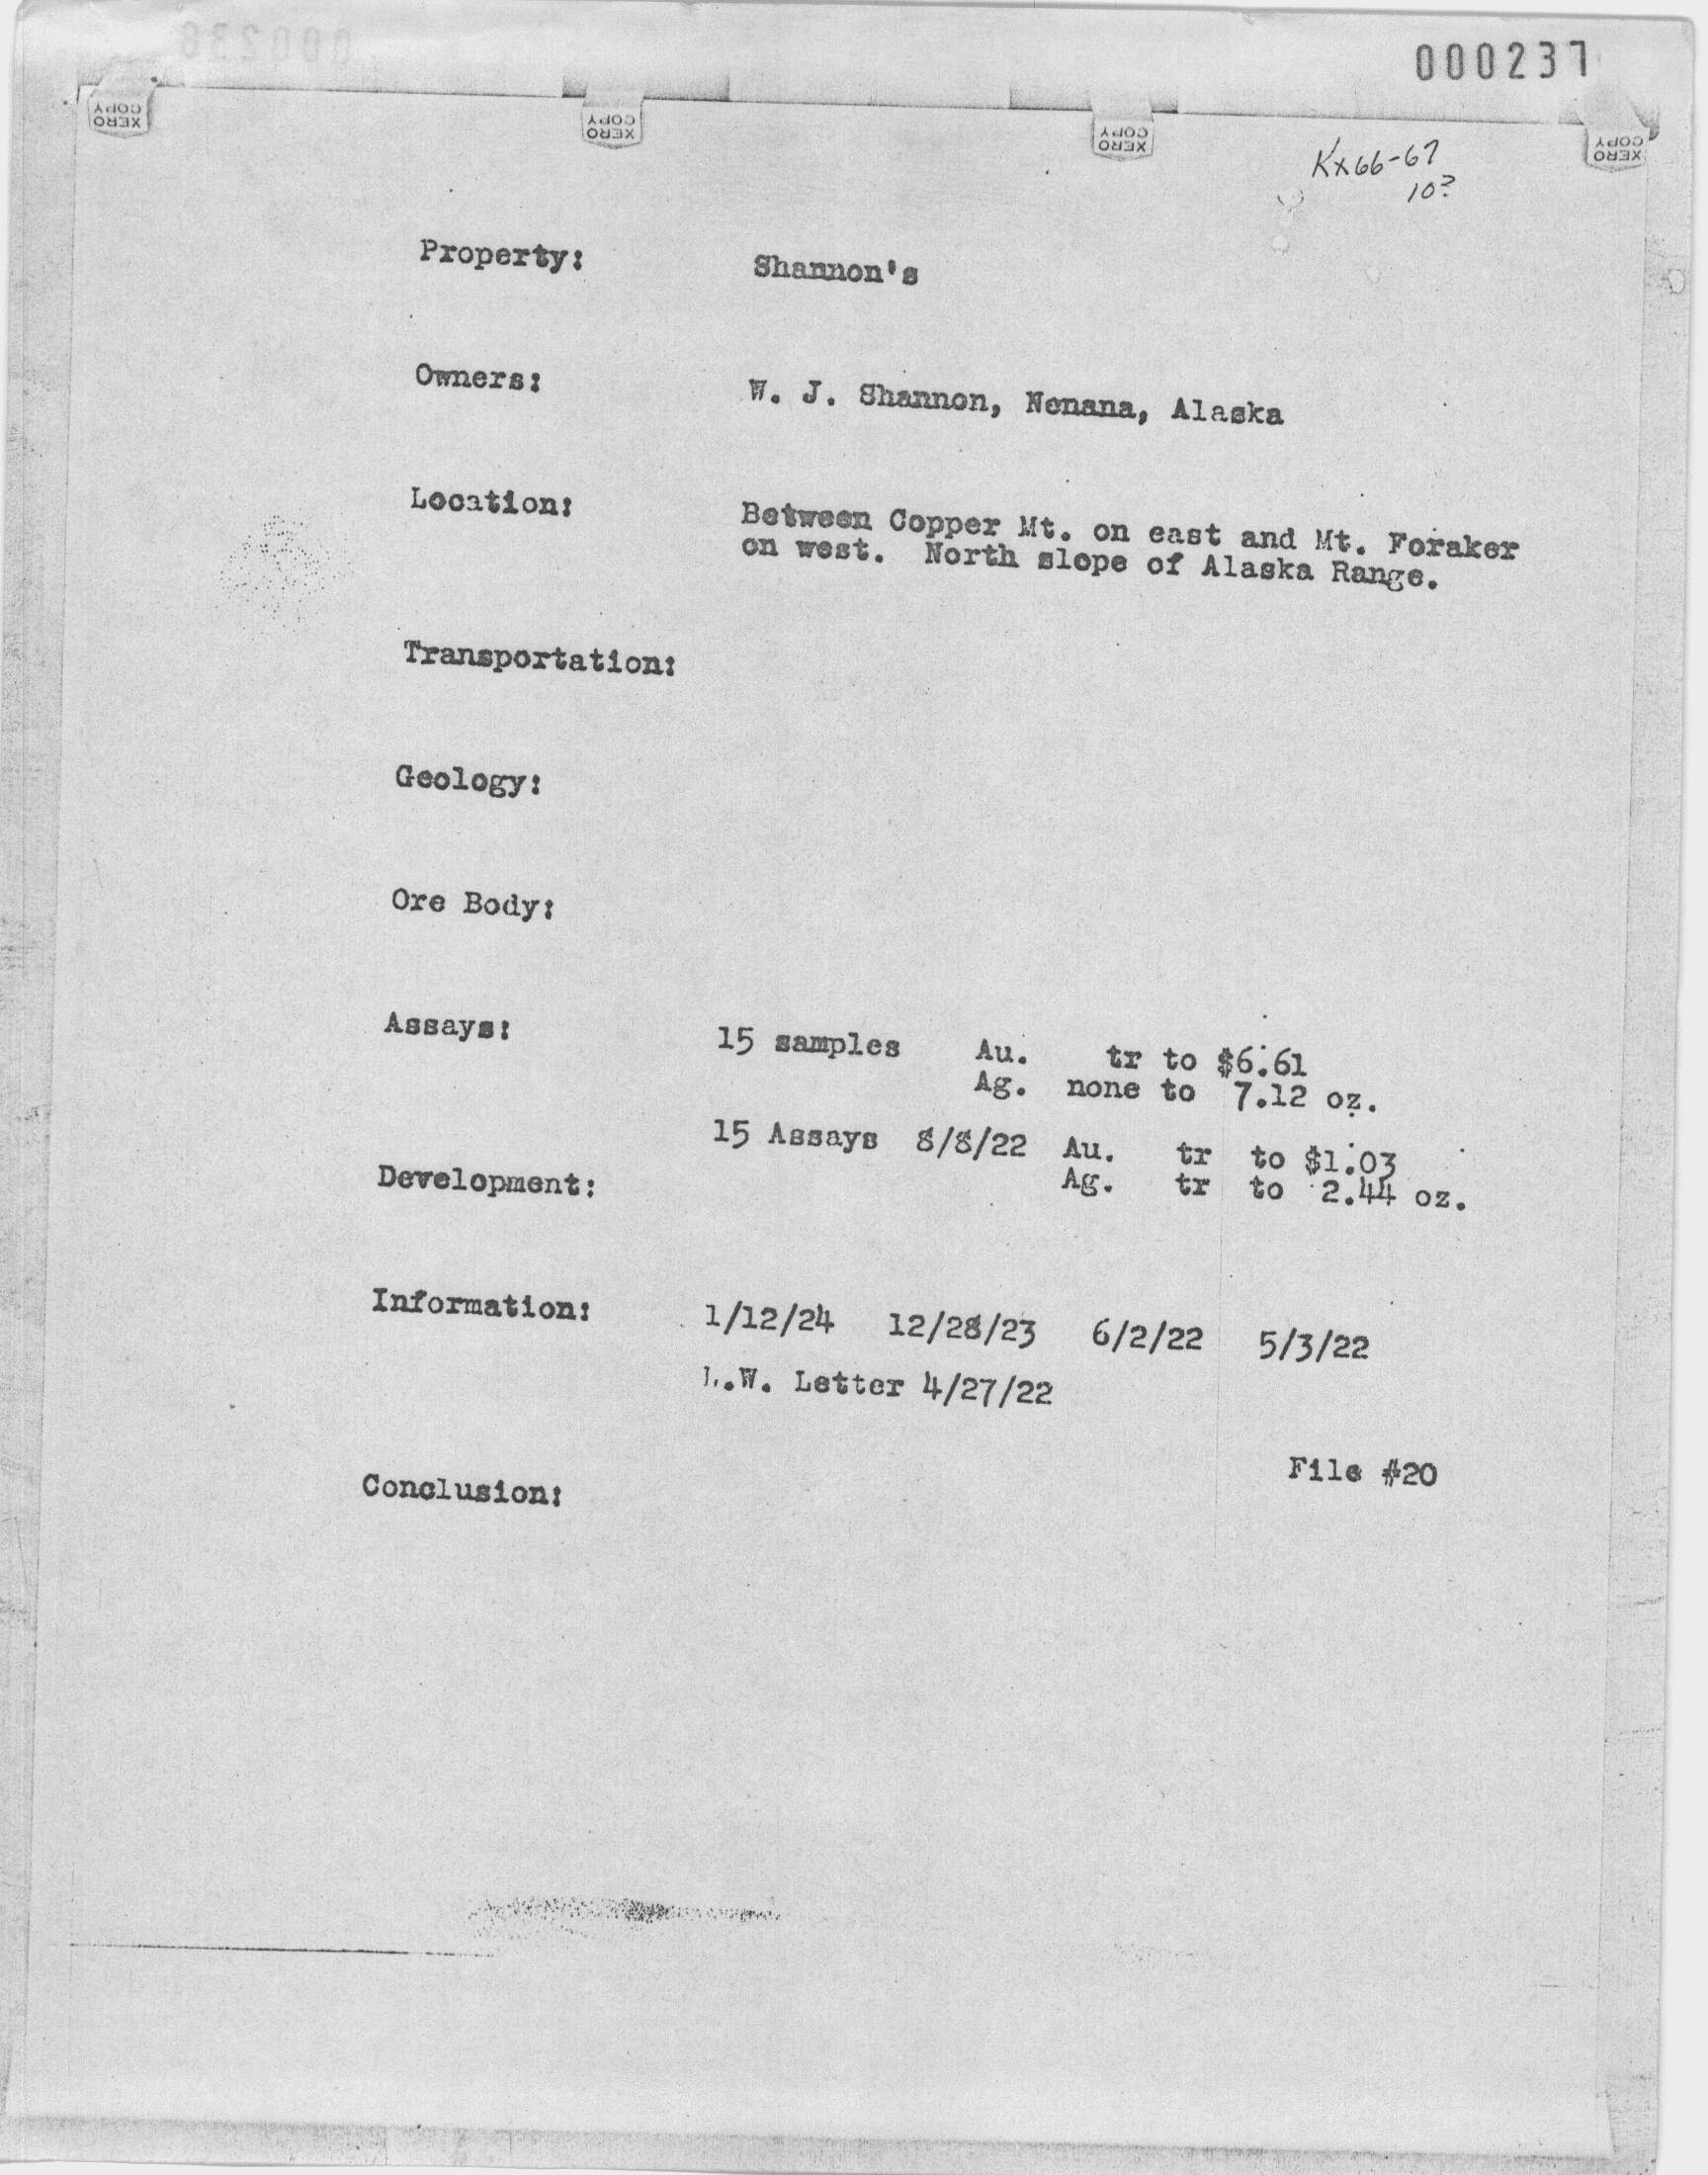 000238
000237
XERO COPY
XERO COPY
XERO COPY
XERO COPY
Kx66-67
10?
Property: Shannon's
Owners: W. J. Shannon, Nenana, Alaska
Location: Between Copper Mt. on east and Mt. Foraker
on west. North slope of Alaska Range.
Transportation:
Geology:
Ore Body:
Assays: 15 samples Au. tr to $6.61
Ag. none to 7.12 oz.
15 Assays 8/8/22 Au. tr to $1.03
Ag. tr to 2.44 oz.
Development:
Information: 1/12/24 12/28/23 6/2/22 5/3/22
L.W. Letter 4/27/22
File #20
Conclusion: